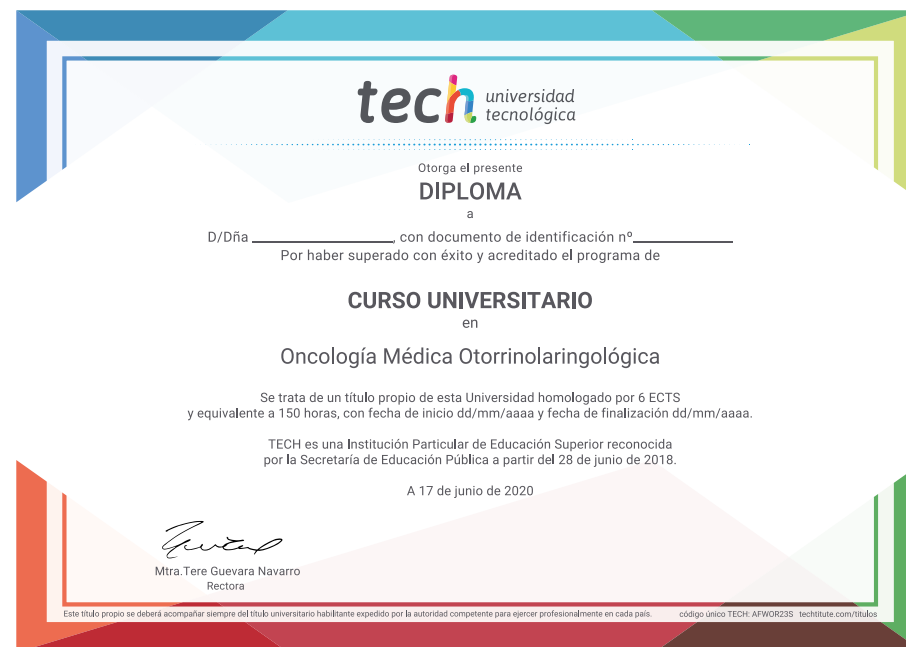 tech universidad
tecnológica
Otorga el presente
DIPLOMA
a
D/Dña ____________________, con documento de identificación nº______________
Por haber superado con éxito y acreditado el programa de
CURSO UNIVERSITARIO
en
Oncología Médica Otorrinolaringológica
Se trata de un título propio de esta Universidad homologado por 6 ECTS
y equivalente a 150 horas, con fecha de inicio dd/mm/aaaa y fecha de finalización dd/mm/aaaa.
TECH es una Institución Particular de Educación Superior reconocida
por la Secretaría de Educación Pública a partir del 28 de junio de 2018.
A 17 de junio de 2020
Mtra.Tere Guevara Navarro
Rectora
Este título propio se deberá acompañar siempre del título universitario habilitante expedido por la autoridad competente para ejercer profesionalmente en cada país. código único TECH: AFWOR23S techtitute.com/títulos